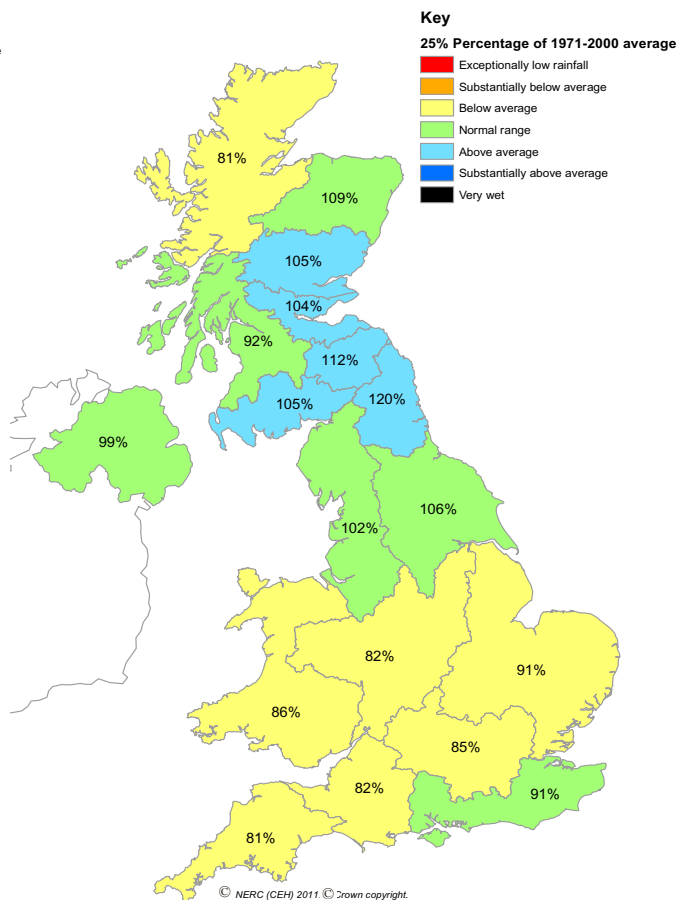 Key
25% Percentage of 1971-2000 average
Exceptionally low rainfall
Substantially below average
Below average
Normal range
Above average
Substantially above average
Very wet
81%
109%
105%
104%
92%
112%
120%
105%
99%
106%
102%
82%
91%
86%
85%
82%
91%
81%
© NERC (CEH) 2011. © Crown copyright.